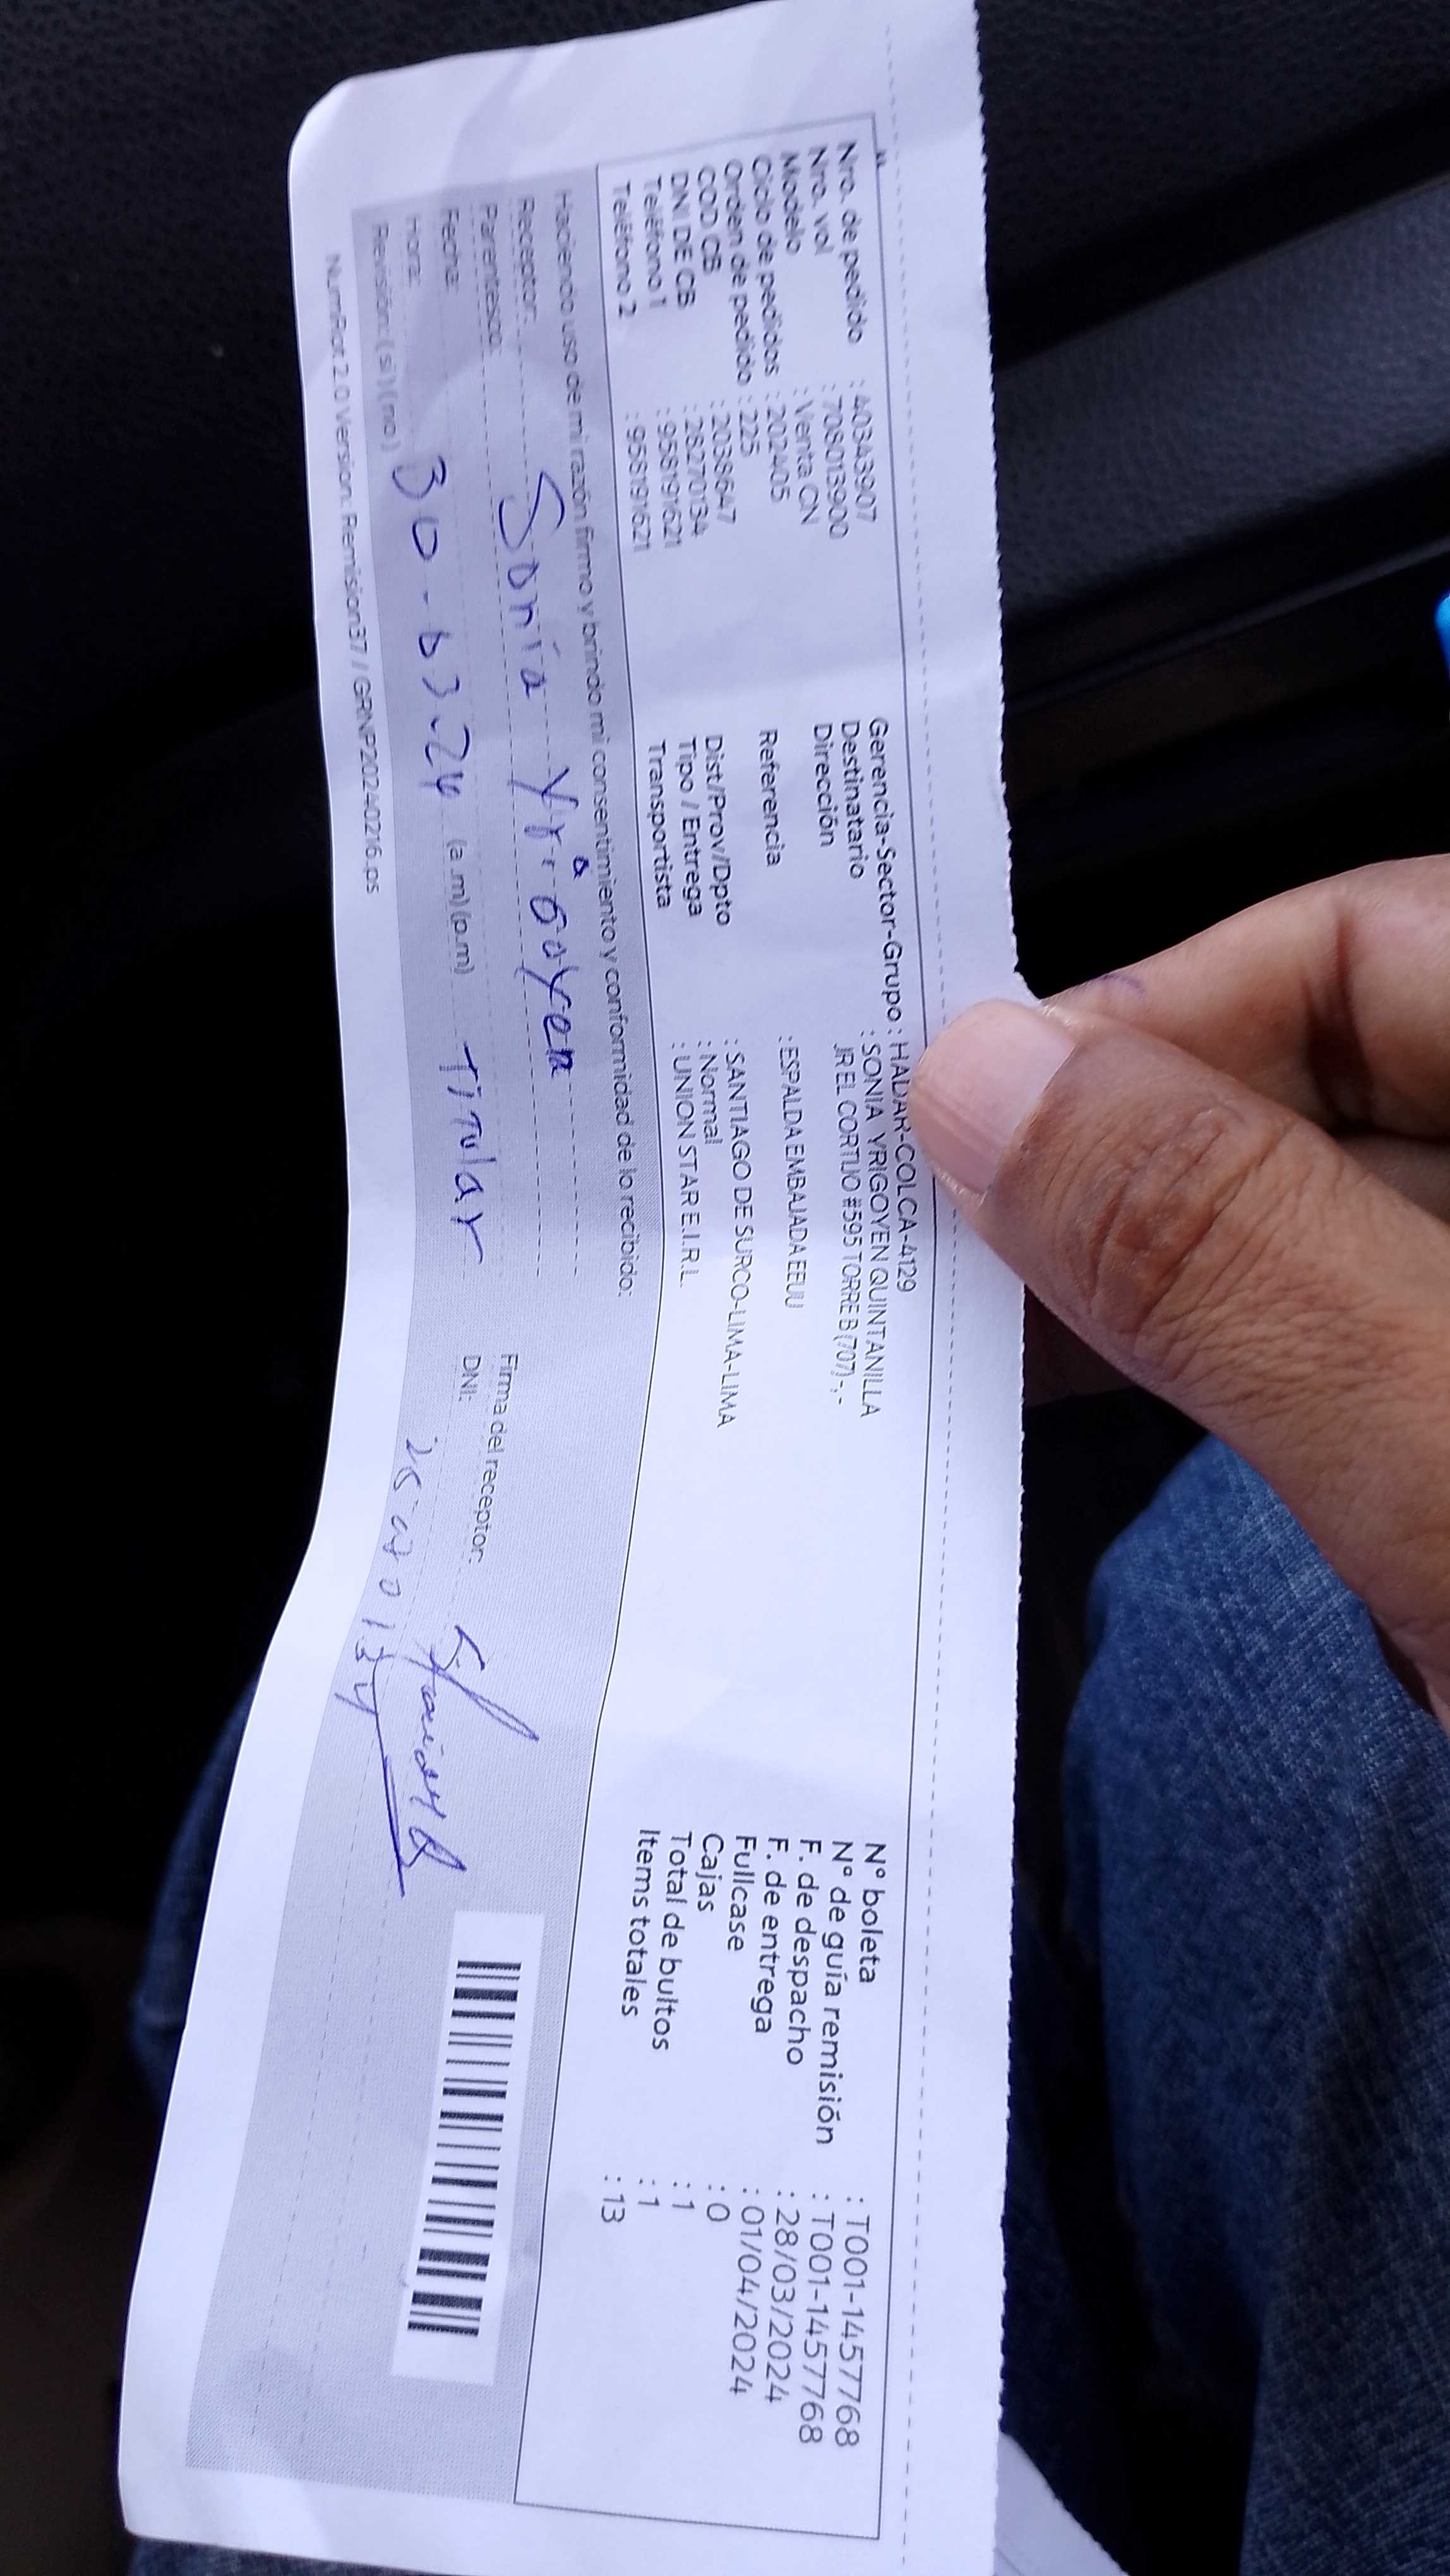 Nro. de pedido : 40343907
Nro. vol : 708013900
Modelo : Venta CN
Ciclo de pedidos : 202405
Orden de pedido : 225
COD CB : 2038647
DNI DE CB : 28270134
Teléfono 1 : 958191621
Teléfono 2 : 958191621
Gerencia-Sector-Grupo : HADAR-COLCA-4129
Destinatario : SONIA YRIGOYEN QUINTANILLA
Dirección JR EL CORTIJO #595 TORRE B (707) -, -
Referencia : ESPALDA EMBAJADA EEUU
Dist/Prov/Dpto : SANTIAGO DE SURCO-LIMA-LIMA
Tipo / Entrega : Normal
Transportista : UNION STAR E.I.R.L.
N° boleta : T001-1457768
N° de guía remisión : T001-1457768
F. de despacho : 28/03/2024
F. de entrega : 01/04/2024
Fullcase : 0
Cajas : 1
Total de bultos : 1
Items totales : 13
Haciendo uso de mi razón firmo y brindo mi consentimiento y conformidad de lo recibido:
Receptor: Sonia
Parentesco: Titular
Fecha: 30-03-24
Hora: (a.m) (p.m)
Revisión: ( si ) ( no )
Firma del receptor:
DNI:
NumRot 2.0 Version: Remision37 / GRNP20240216.ps